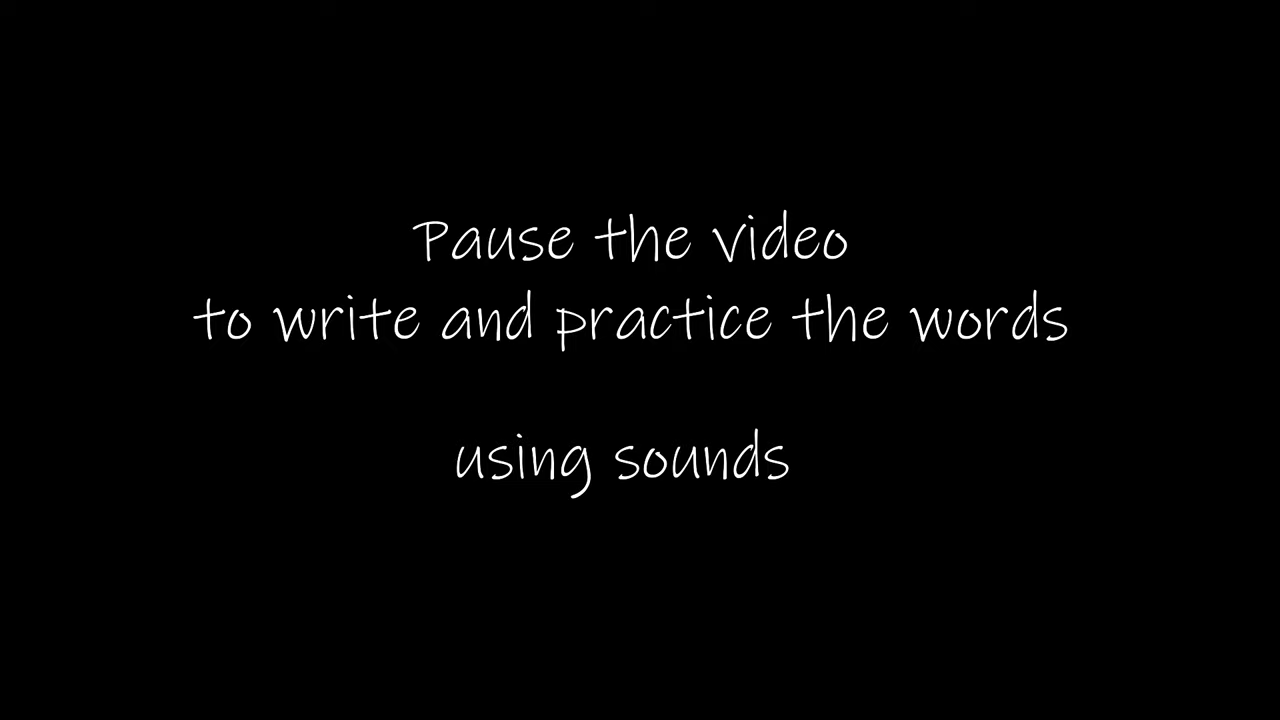 Pause the video
to write and practice the words
using sounds